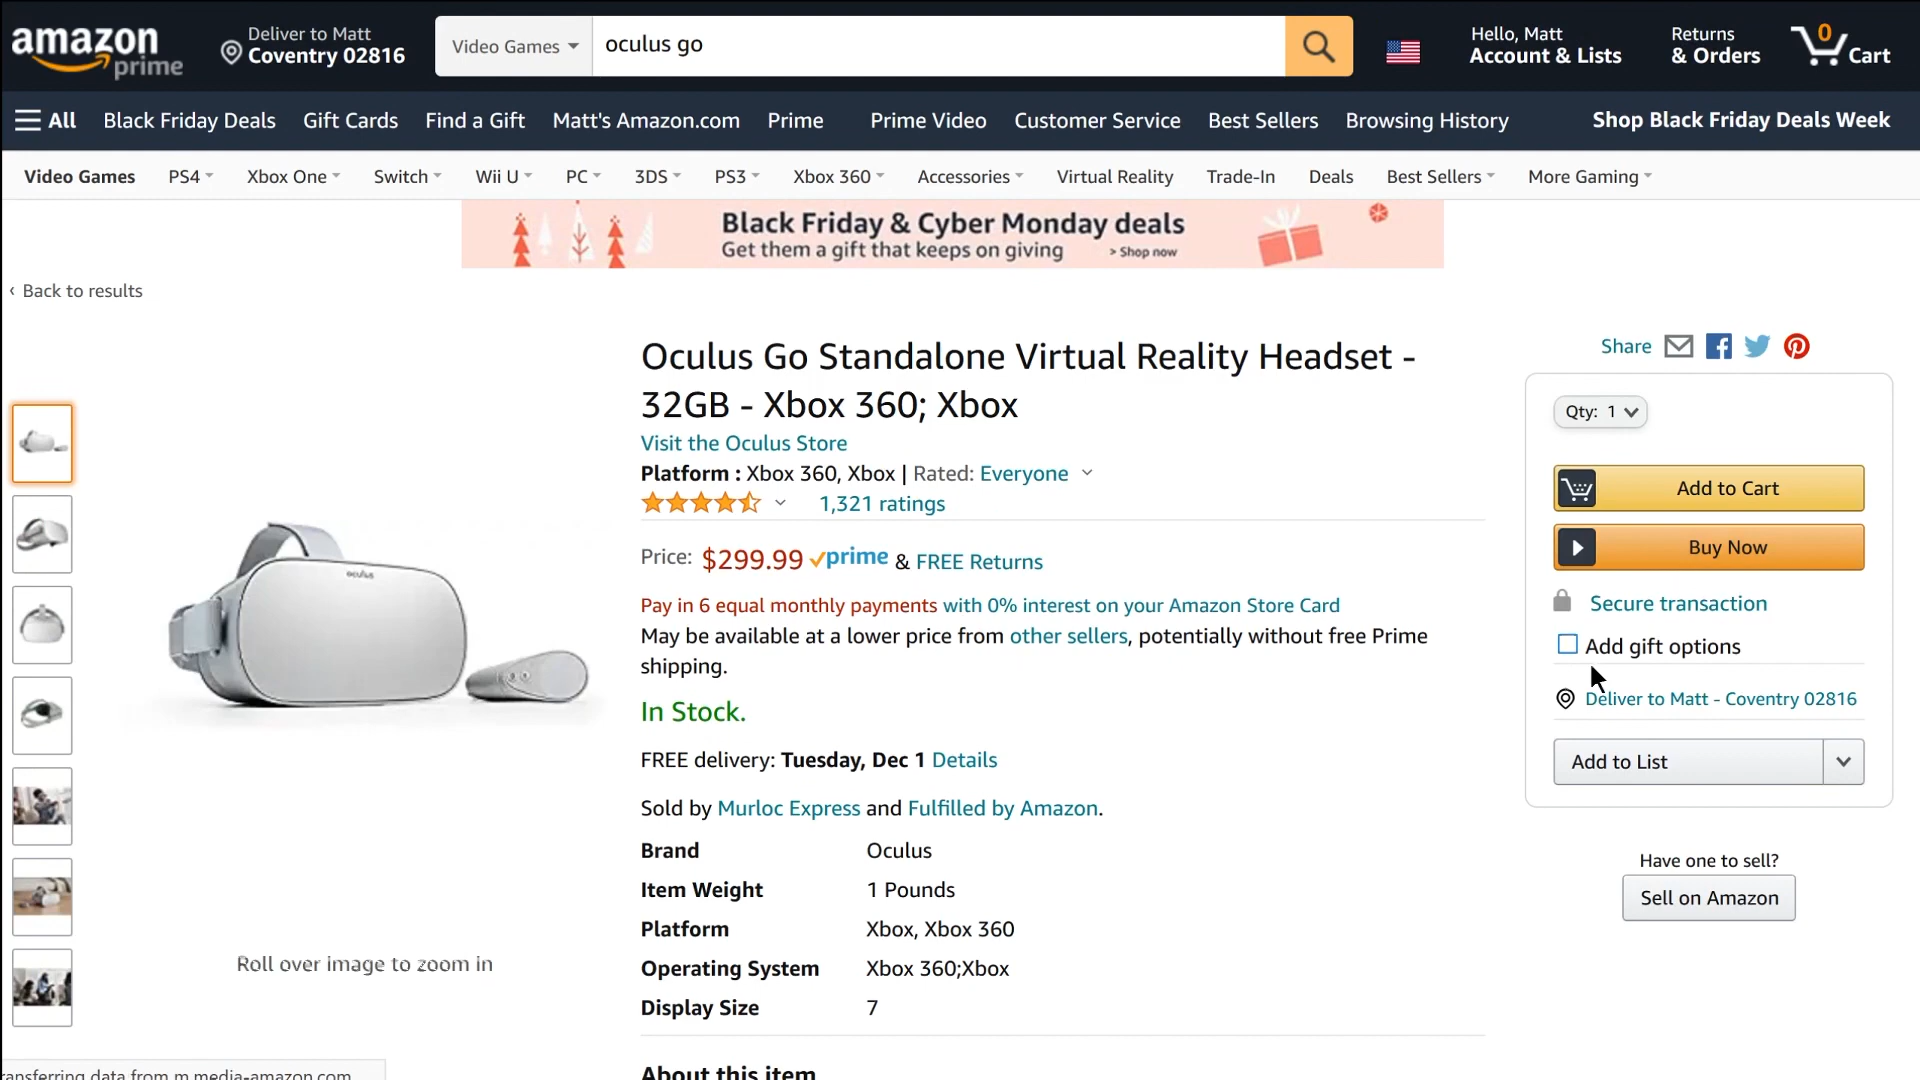 amazon prime
Deliver to Matt
Coventry 02816
Video Games
oculus go
Hello, Matt
Account & Lists
Returns
& Orders
0
Cart
All
Black Friday Deals
Gift Cards
Find a Gift
Matt's Amazon.com
Prime
Prime Video
Customer Service
Best Sellers
Browsing History
Shop Black Friday Deals Week
Video Games
PS4
Xbox One
Switch
Wii U
PC
3DS
PS3
Xbox 360
Accessories
Virtual Reality
Trade-In
Deals
Best Sellers
More Gaming
Black Friday & Cyber Monday deals
Get them a gift that keeps on giving > Shop now
‹ Back to results
Oculus Go Standalone Virtual Reality Headset -
32GB - Xbox 360; Xbox
Visit the Oculus Store
Platform : Xbox 360, Xbox | Rated: Everyone
1,321 ratings
Price: $299.99 prime & FREE Returns
Pay in 6 equal monthly payments with 0% interest on your Amazon Store Card
May be available at a lower price from other sellers, potentially without free Prime
shipping.
In Stock.
FREE delivery: Tuesday, Dec 1 Details
Sold by Murloc Express and Fulfilled by Amazon.
Brand Oculus
Item Weight 1 Pounds
Platform Xbox, Xbox 360
Operating System Xbox 360;Xbox
Display Size 7
About this item
oculus
Roll over image to zoom in
Share
Qty: 1
Add to Cart
Buy Now
Secure transaction
Add gift options
Deliver to Matt - Coventry 02816
Add to List
Have one to sell?
Sell on Amazon
ransferring data from m.media-amazon.com